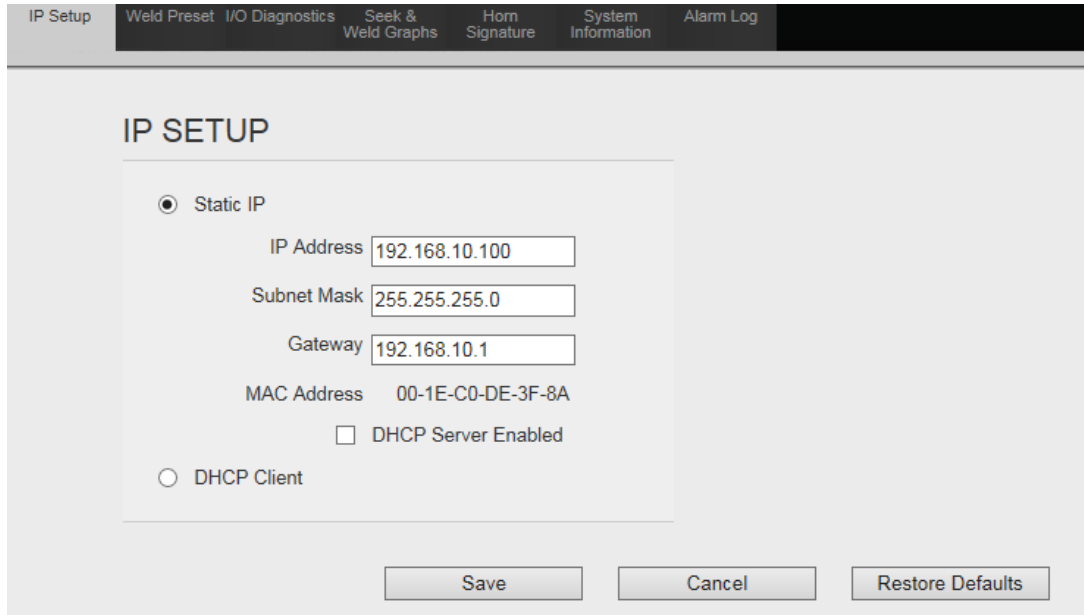 IP Setup Weld Preset I/O Diagnostics Seek & Weld Graphs Horn Signature System Information Alarm Log
IP SETUP
Static IP
IP Address 192.168.10.100
Subnet Mask 255.255.255.0
Gateway 192.168.10.1
MAC Address 00-1E-C0-DE-3F-8A
DHCP Server Enabled
DHCP Client
Save Cancel Restore Defaults